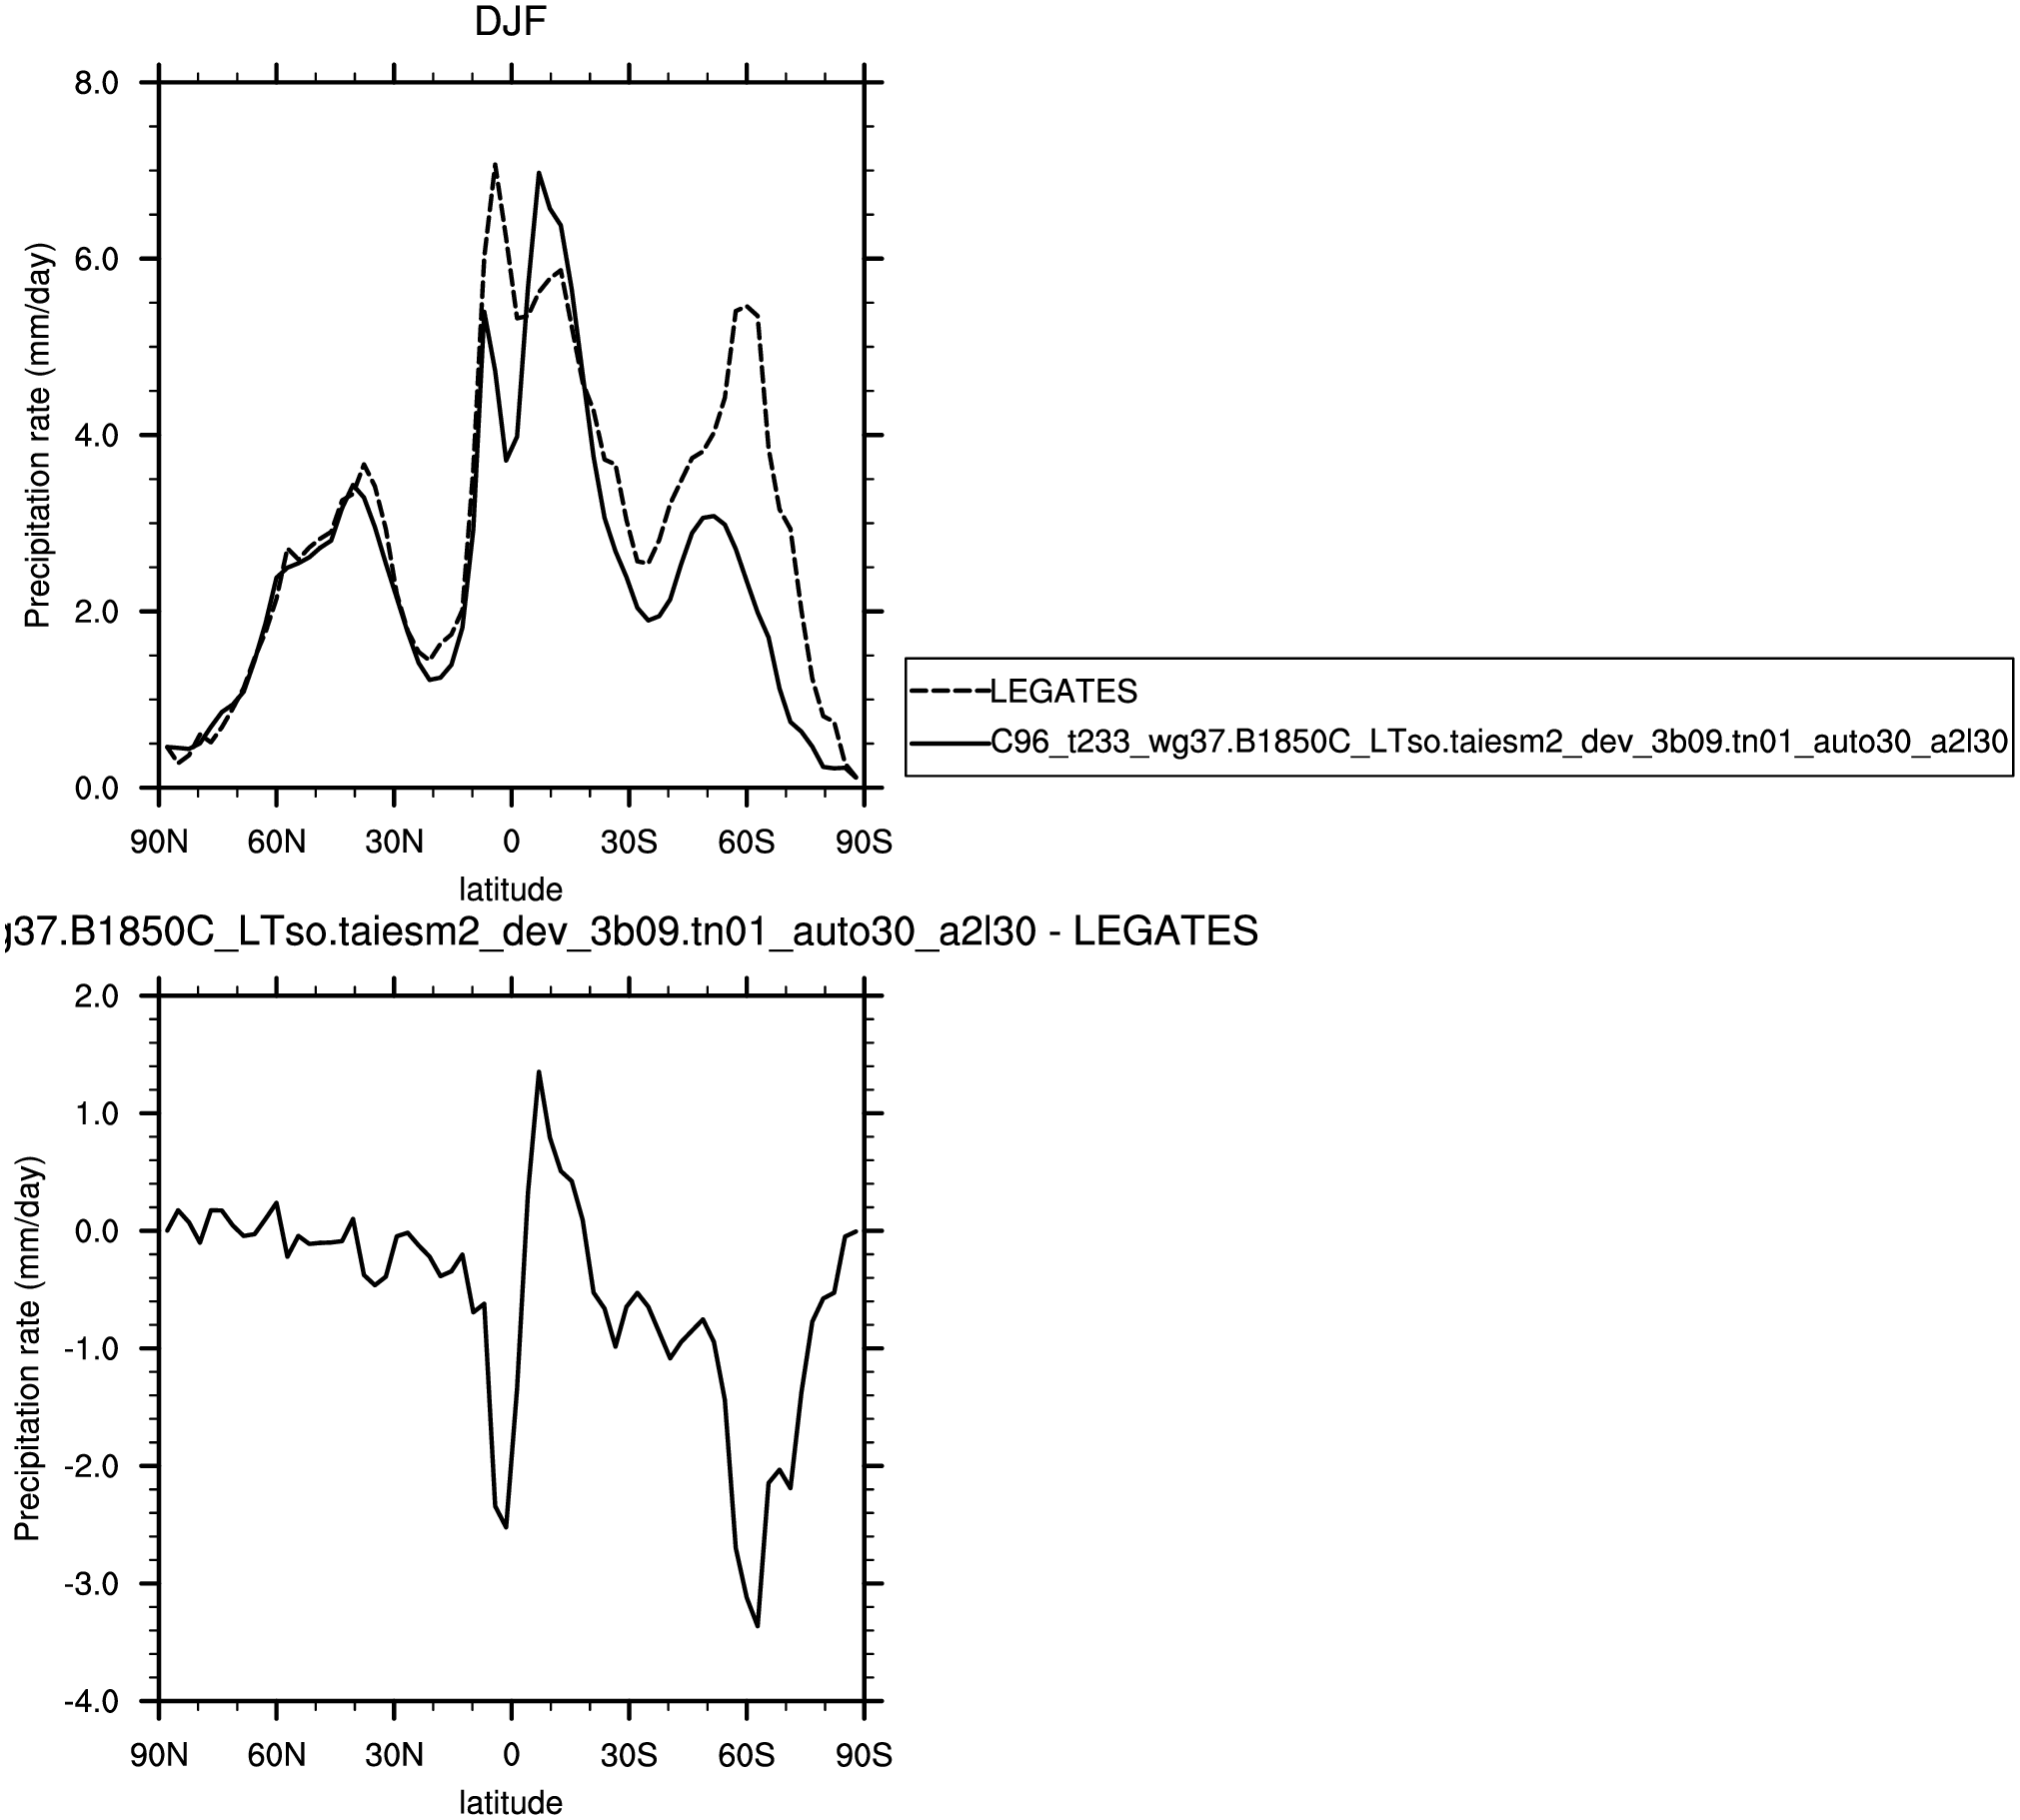 DJF
8.0
6.0
4.0
2.0
0.0
Precipitation rate (mm/day)
90N 60N 30N 0 30S 60S 90S
latitude
LEGATES
C96_t233_wg37.B1850C_LTso.taiesm2_dev_3b09.tn01_auto30_a2l30
g37.B1850C_LTso.taiesm2_dev_3b09.tn01_auto30_a2l30 - LEGATES
2.0
1.0
0.0
-1.0
-2.0
-3.0
-4.0
Precipitation rate (mm/day)
90N 60N 30N 0 30S 60S 90S
latitude